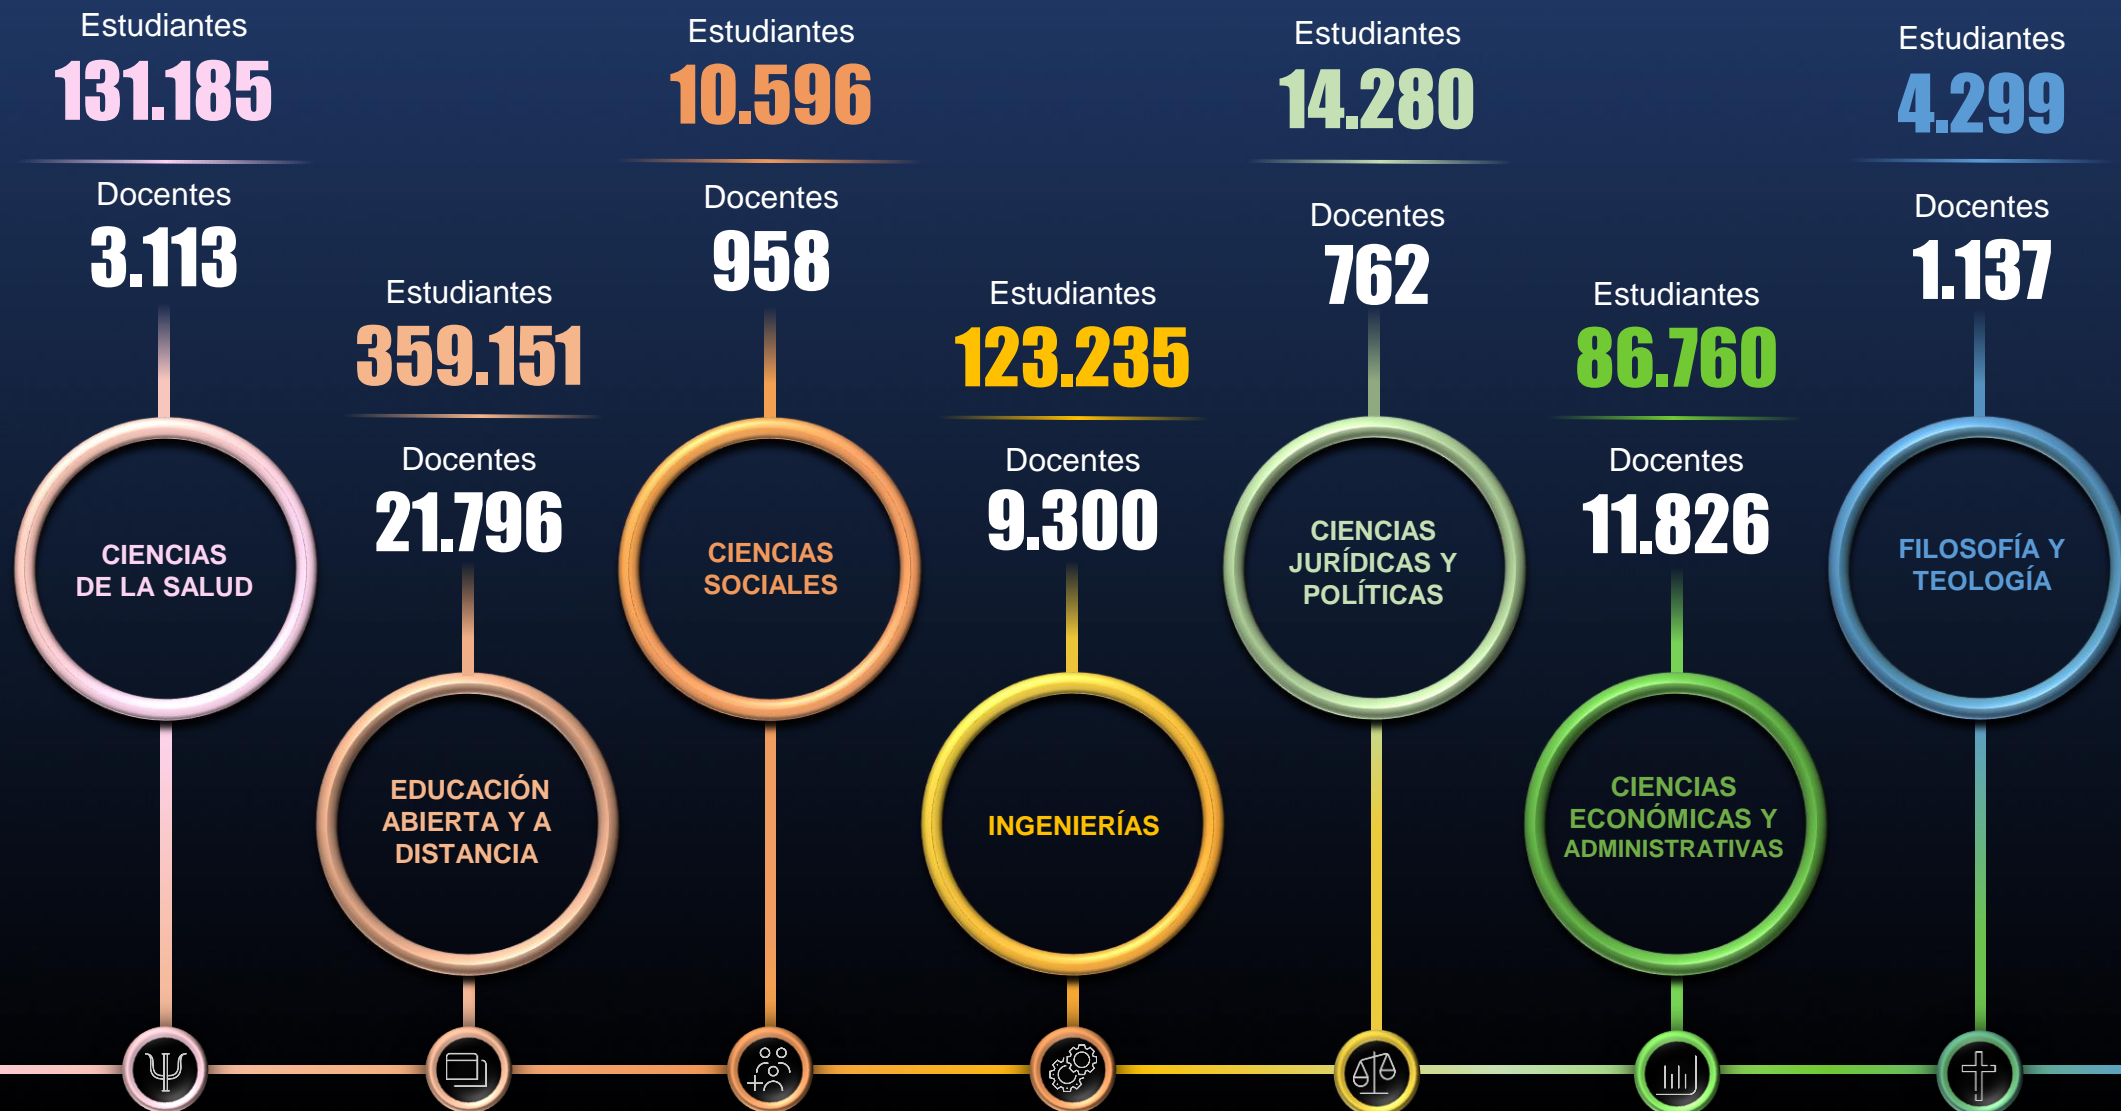 Estudiantes
131.185
Docentes
3.113
CIENCIAS
DE LA SALUD
Estudiantes
359.151
Docentes
21.796
EDUCACIÓN
ABIERTA Y A
DISTANCIA
Estudiantes
10.596
Docentes
958
CIENCIAS
SOCIALES
Estudiantes
123.235
Docentes
9.300
INGENIERÍAS
Estudiantes
14.280
Docentes
762
CIENCIAS
JURÍDICAS Y
POLÍTICAS
Estudiantes
86.760
Docentes
11.826
CIENCIAS
ECONÓMICAS Y
ADMINISTRATIVAS
Estudiantes
4.299
Docentes
1.137
FILOSOFÍA Y
TEOLOGÍA